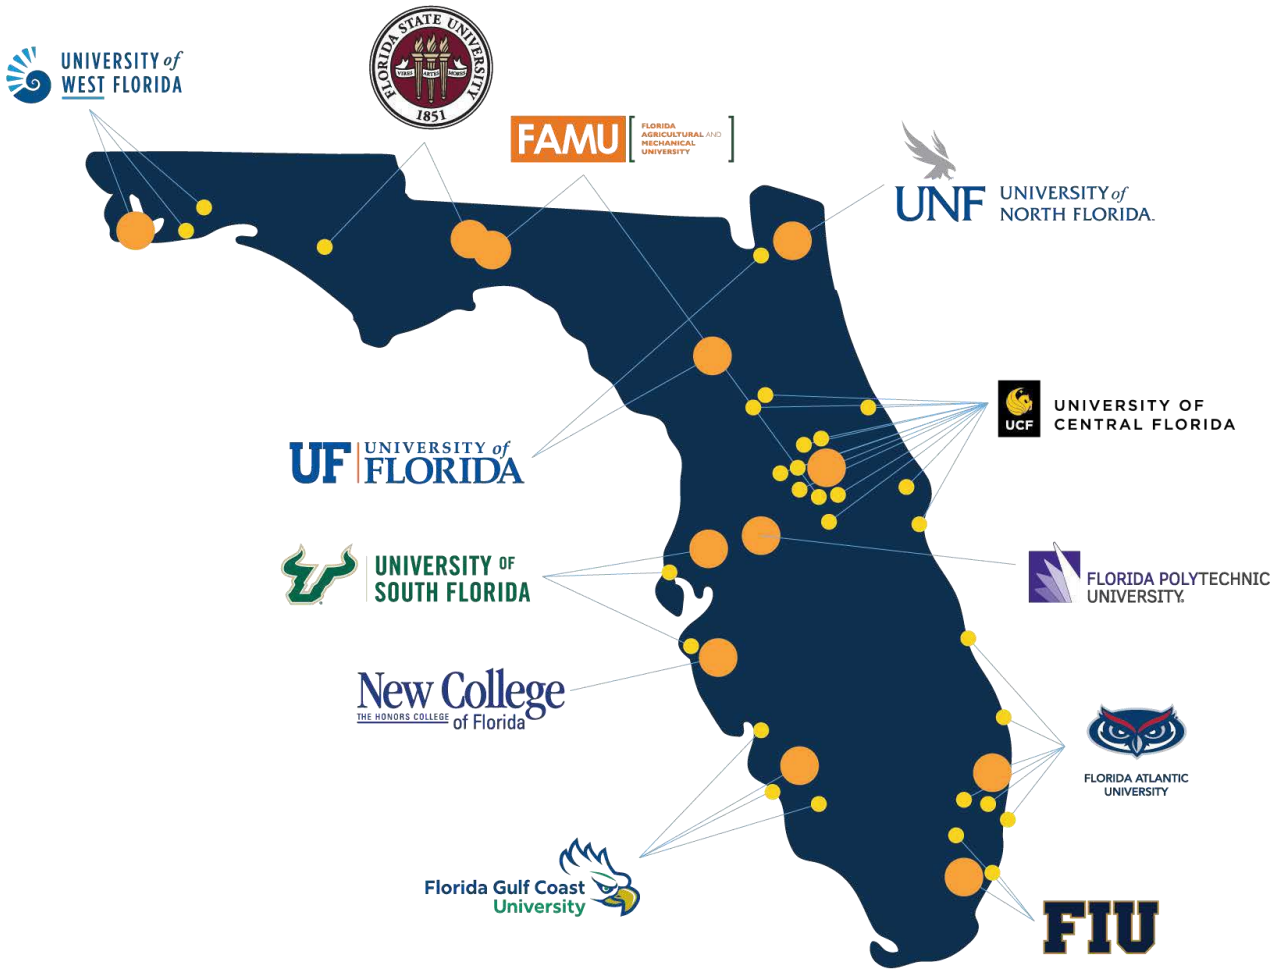 UNIVERSITY of
WEST FLORIDA
FLORIDA STATE UNIVERSITY
VIRES ARTES MORES
1851
FAMU
FLORIDA
AGRICULTURAL AND
MECHANICAL
UNIVERSITY
UNF
UNIVERSITY of
NORTH FLORIDA.
UCF
UNIVERSITY OF
CENTRAL FLORIDA
UF
UNIVERSITY of
FLORIDA
UNIVERSITY OF
SOUTH FLORIDA
FLORIDA POLYTECHNIC
UNIVERSITY.
New College
THE HONORS COLLEGE
of Florida
FLORIDA ATLANTIC
UNIVERSITY
Florida Gulf Coast
University
FIU